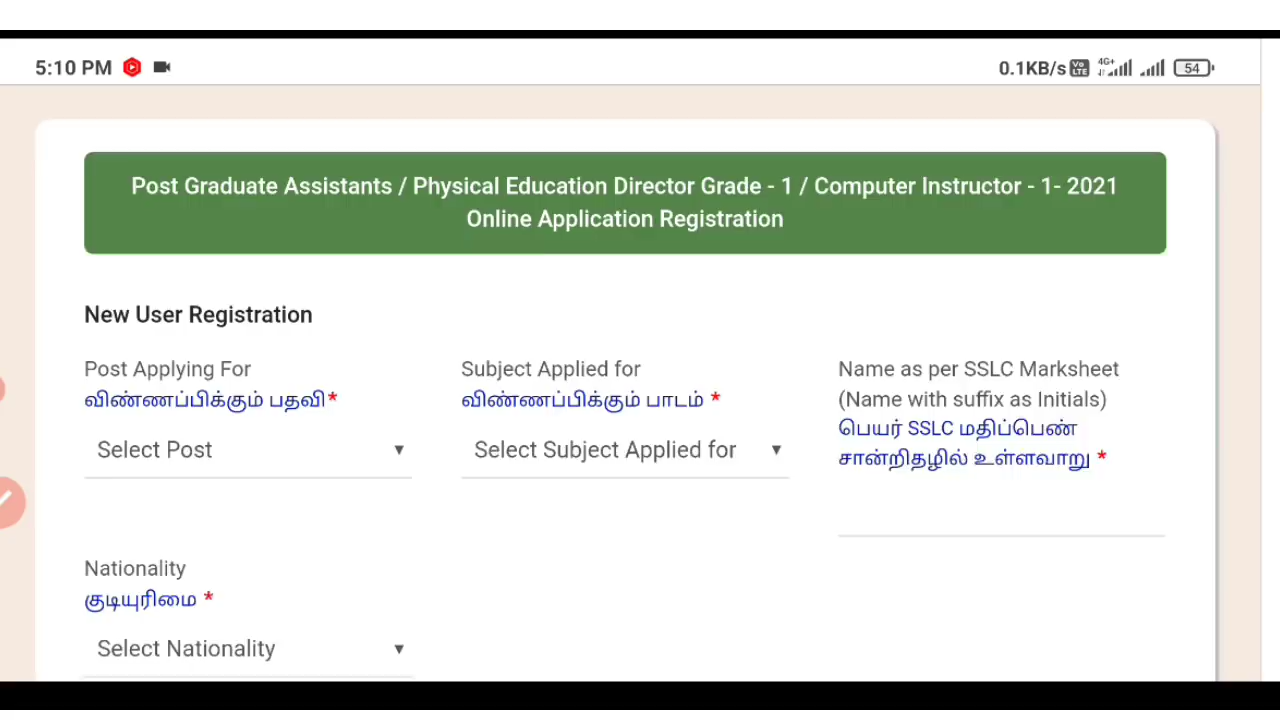 5:10 PM 0.1KB/s Vo LTE 4G+ 54
Post Graduate Assistants / Physical Education Director Grade - 1 / Computer Instructor - 1- 2021
Online Application Registration
New User Registration
Post Applying For
விண்ணப்பிக்கும் பதவி*
Select Post
Subject Applied for
விண்ணப்பிக்கும் பாடம் *
Select Subject Applied for
Name as per SSLC Marksheet
(Name with suffix as Initials)
பெயர் SSLC மதிப்பெண்
சான்றிதழில் உள்ளவாறு *
Nationality
குடியுரிமை *
Select Nationality